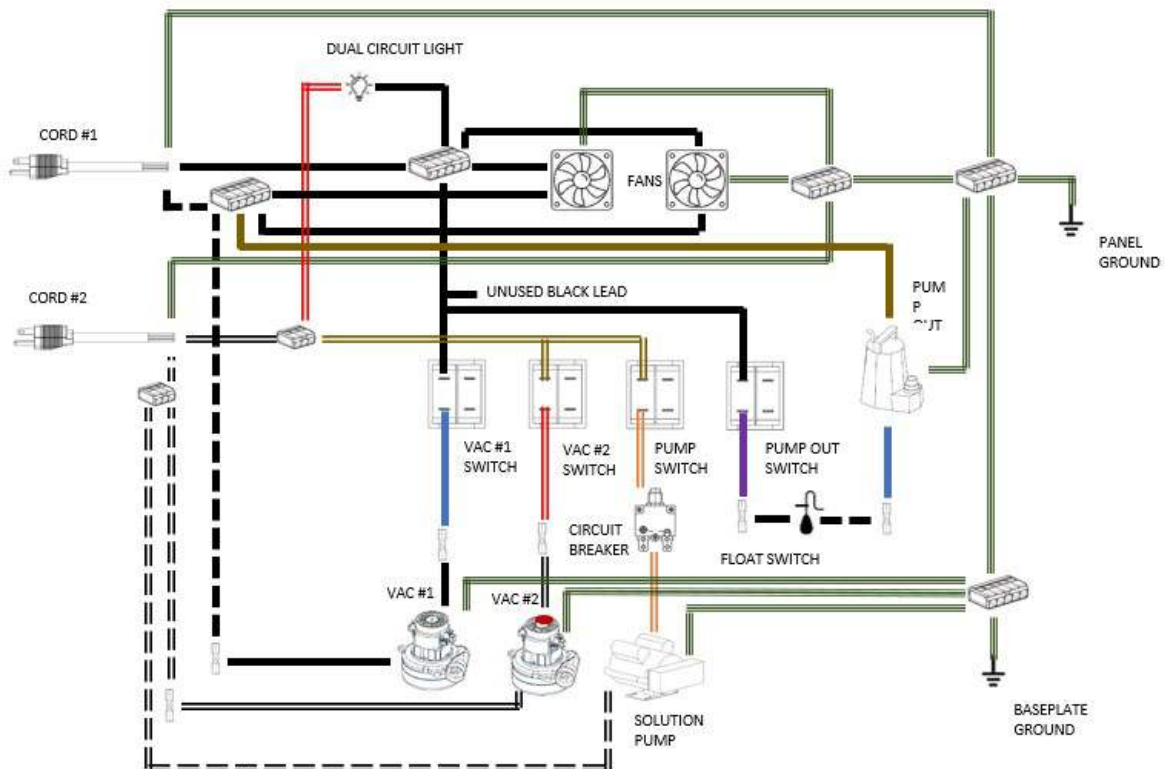 DUAL CIRCUIT LIGHT
CORD #1
FANS
PANEL
GROUND
CORD #2
UNUSED BLACK LEAD
PUM
P
OUT
VAC #1
SWITCH
VAC #2
SWITCH
PUMP
SWITCH
PUMP OUT
SWITCH
CIRCUIT
BREAKER
FLOAT SWITCH
VAC #1
VAC #2
SOLUTION
PUMP
BASEPLATE
GROUND